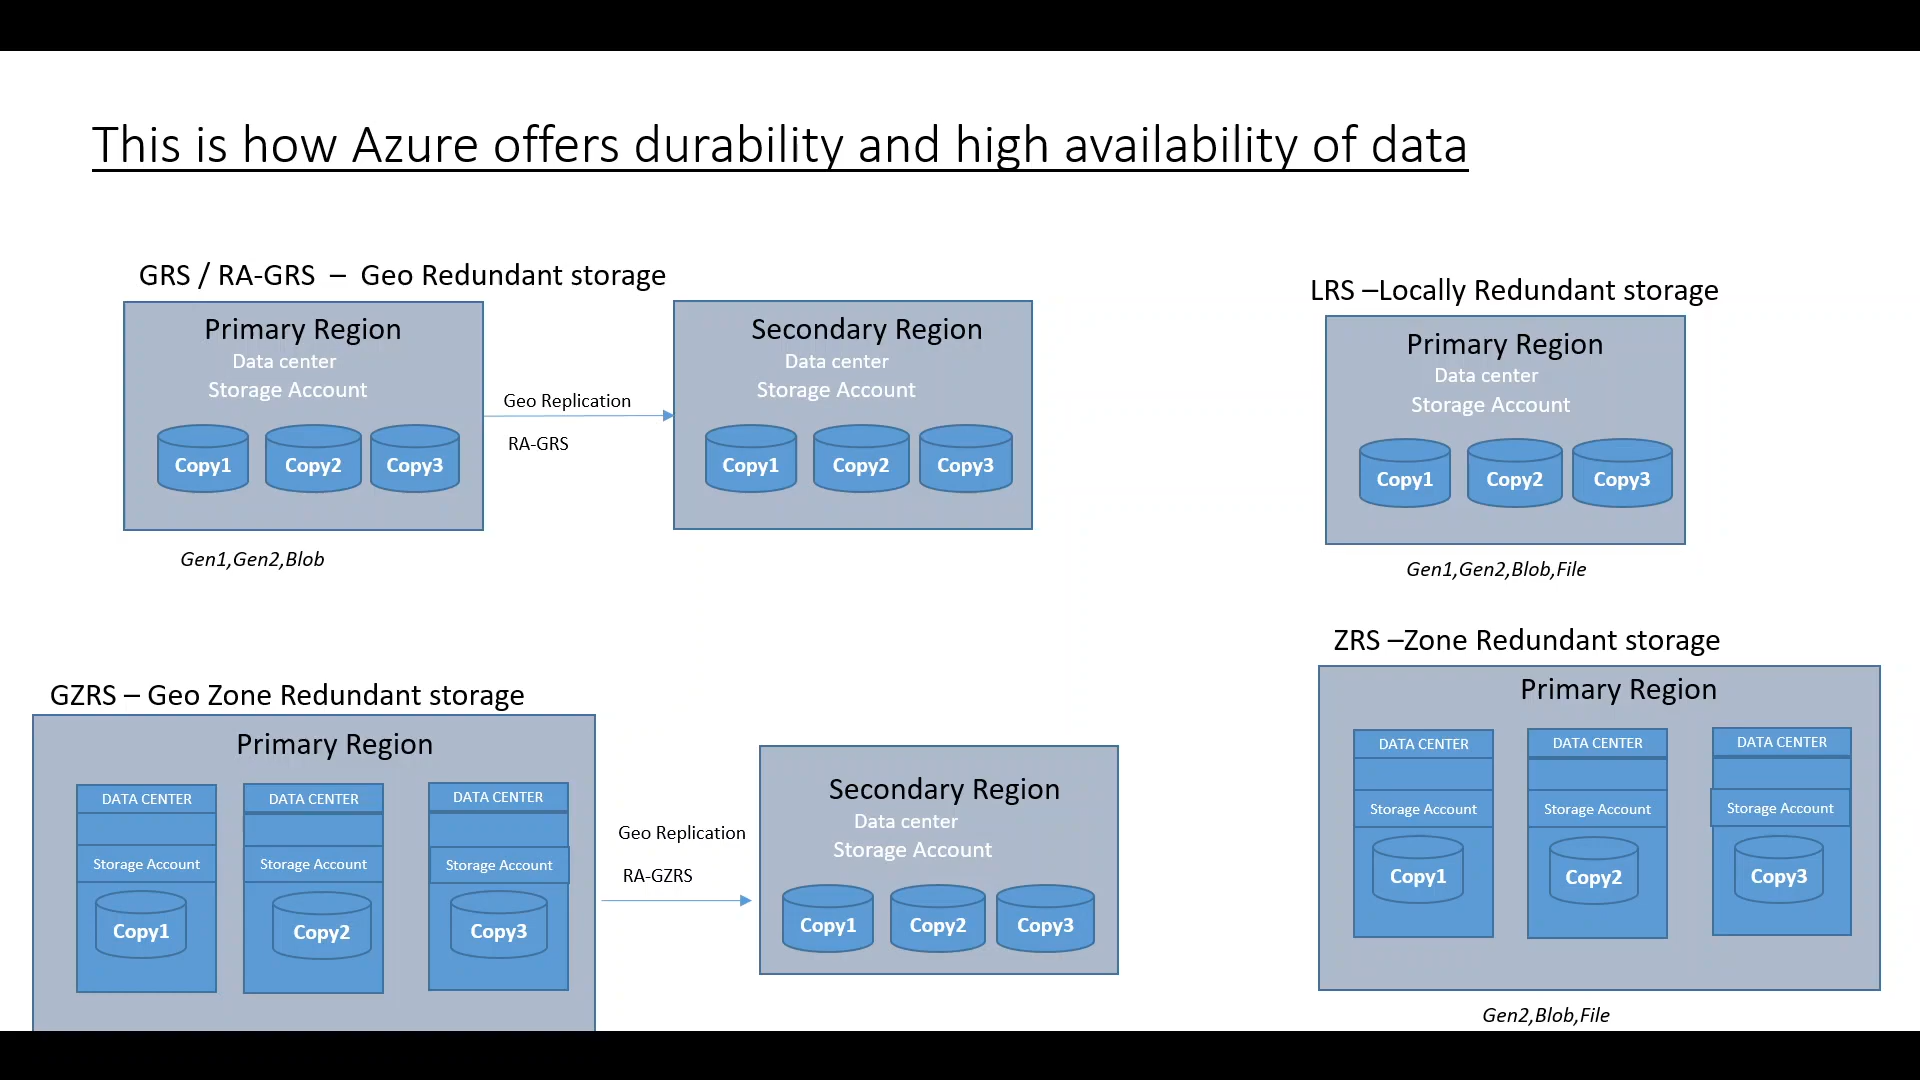 This is how Azure offers durability and high availability of data
GRS / RA-GRS – Geo Redundant storage
Primary Region
Data center
Storage Account
Copy1 Copy2 Copy3
Gen1,Gen2,Blob
Geo Replication
RA-GRS
Secondary Region
Data center
Storage Account
Copy1 Copy2 Copy3
LRS –Locally Redundant storage
Primary Region
Data center
Storage Account
Copy1 Copy2 Copy3
Gen1,Gen2,Blob,File
GZRS – Geo Zone Redundant storage
Primary Region
DATA CENTER DATA CENTER DATA CENTER
Storage Account Storage Account Storage Account
Copy1 Copy2 Copy3
Geo Replication
RA-GZRS
Secondary Region
Data center
Storage Account
Copy1 Copy2 Copy3
ZRS –Zone Redundant storage
Primary Region
DATA CENTER DATA CENTER DATA CENTER
Storage Account Storage Account Storage Account
Copy1 Copy2 Copy3
Gen2,Blob,File